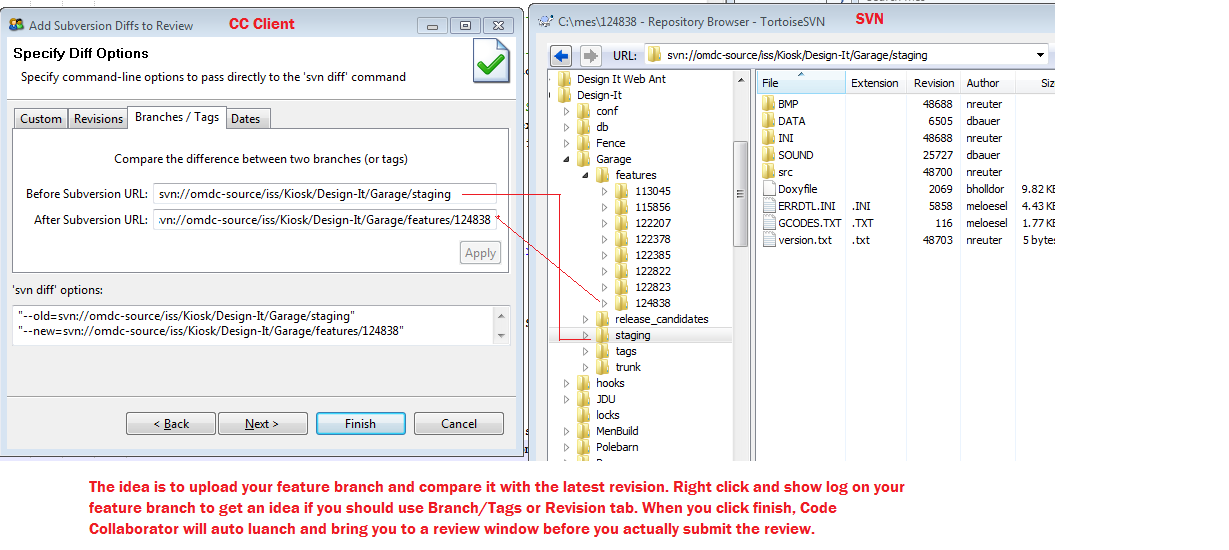 Add Subversion Diffs to Review
CC Client
Specify Diff Options
Specify command-line options to pass directly to the 'svn diff' command
Custom
Revisions
Branches / Tags
Dates
Compare the difference between two branches (or tags)
Before Subversion URL: svn://omdc-source/iss/Kiosk/Design-It/Garage/staging
After Subversion URL: vn://omdc-source/iss/Kiosk/Design-It/Garage/features/124838
Apply
'svn diff' options:
"--old=svn://omdc-source/iss/Kiosk/Design-It/Garage/staging"
"--new=svn://omdc-source/iss/Kiosk/Design-It/Garage/features/124838"
< Back
Next >
Finish
Cancel
C:\mes\124838 - Repository Browser - TortoiseSVN
SVN
URL: svn://omdc-source/iss/Kiosk/Design-It/Garage/staging
Design It Web Ant
Design-It
conf
db
Fence
Garage
features
113045
115856
122207
122378
122385
122822
122823
124838
release_candidates
staging
tags
trunk
hooks
JDU
locks
MenBuild
Polebarn
File Extension Revision Author Siz
BMP 48688 nreuter
DATA 6505 dbauer
INI 48688 nreuter
SOUND 25727 dbauer
src 48700 nreuter
Doxyfile 2069 bholldor 9.82 KB
ERRDTL.INI .INI 5858 meloesel 4.43 KB
GCODES.TXT .TXT 116 meloesel 1.77 KB
version.txt .txt 48703 nreuter 5 bytes
The idea is to upload your feature branch and compare it with the latest revision. Right click and show log on your
feature branch to get an idea if you should use Branch/Tags or Revision tab. When you click finish, Code
Collaborator will auto luanch and bring you to a review window before you actually submit the review.